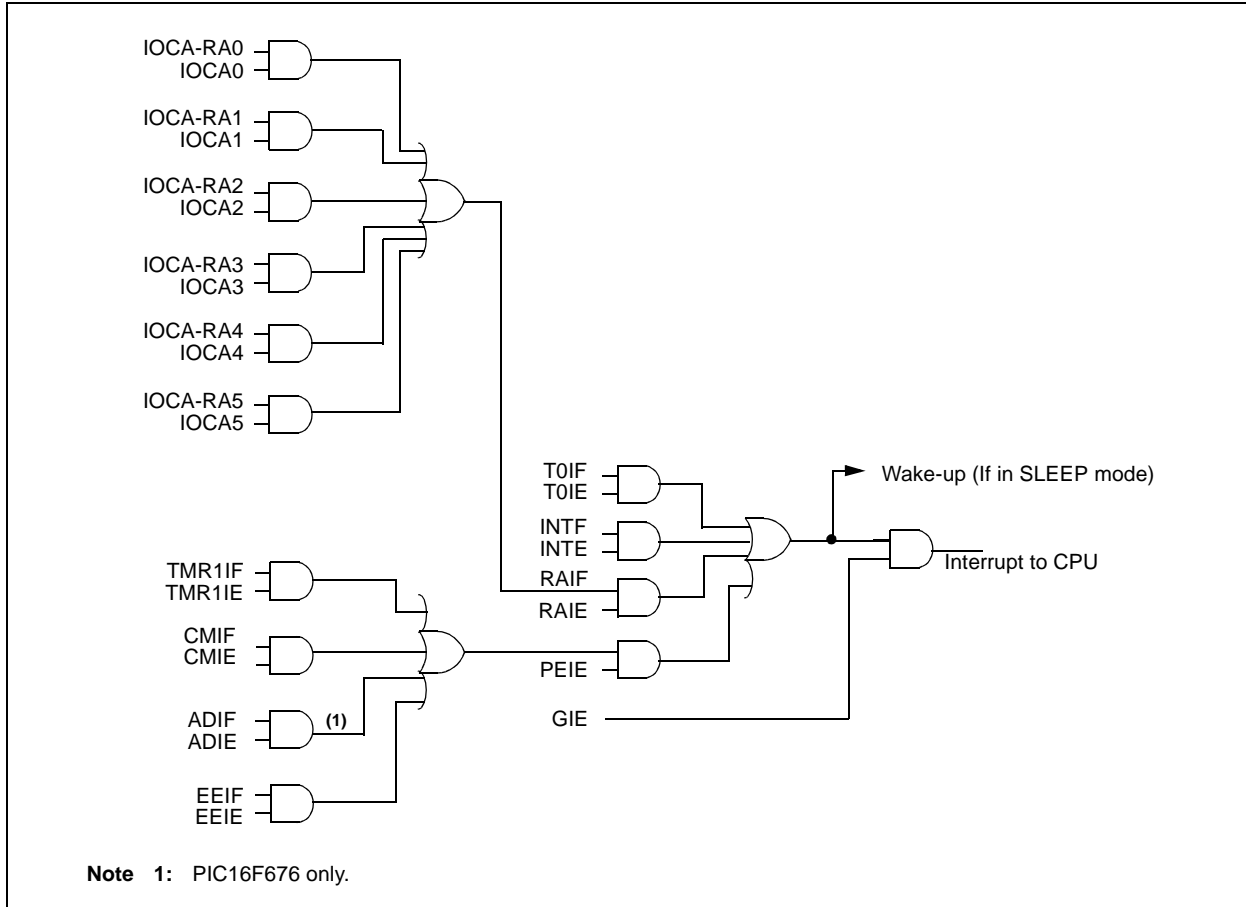 IOCA-RA0
IOCA0
IOCA-RA1
IOCA1
IOCA-RA2
IOCA2
IOCA-RA3
IOCA3
IOCA-RA4
IOCA4
IOCA-RA5
IOCA5
T0IF
T0IE
Wake-up (If in SLEEP mode)
INTF
INTE
Interrupt to CPU
RAIF
RAIE
TMR1IF
TMR1IE
CMIF
CMIE
PEIE
GIE
ADIF
ADIE
(1)
EEIF
EEIE
Note 1: PIC16F676 only.